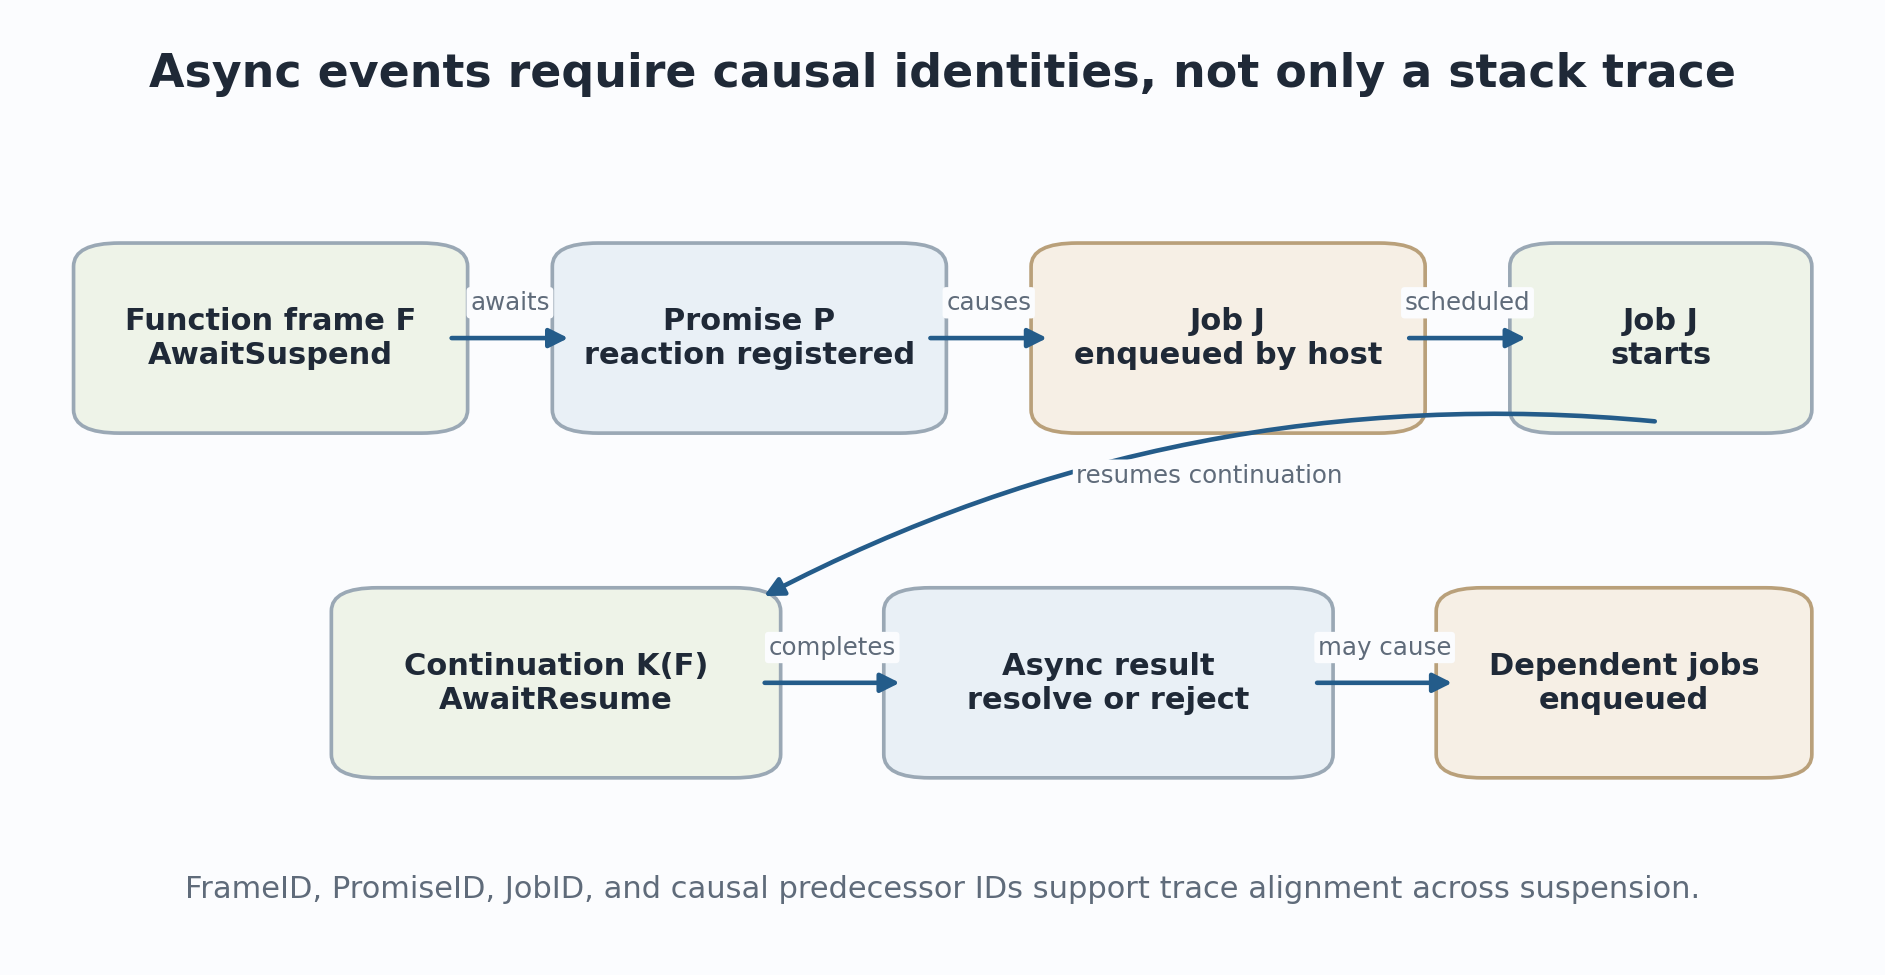 Async events require causal identities, not only a stack trace
Function frame F
AwaitSuspend
awaits
Promise P
reaction registered
causes
Job J
enqueued by host
scheduled
Job J
starts
resumes continuation
Continuation K(F)
AwaitResume
completes
Async result
resolve or reject
may cause
Dependent jobs
enqueued
FrameID, PromiseID, JobID, and causal predecessor IDs support trace alignment across suspension.